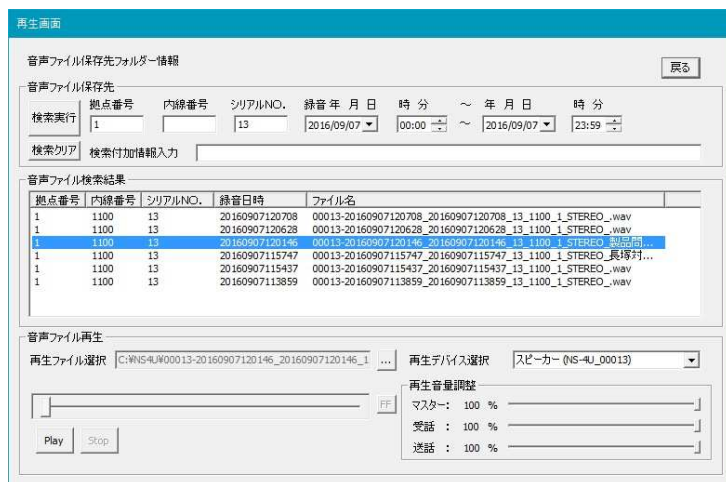 再生画面
音声ファイル保存先フォルダー情報
戻る
音声ファイル保存先
検索実行
拠点番号 内線番号 シリアルNO. 録音 年 月 日 時 分 ～ 年 月 日 時 分
1 13 2016/09/07 00:00 ～ 2016/09/07 23:59
検索クリア 検索付加情報入力
音声ファイル検索結果
拠点番号 内線番号 シリアルNO. 録音日時 ファイル名
1 1100 13 20160907120708 00013-20160907120708_20160907120708_13_1100_1_STEREO_.wav
1 1100 13 20160907120628 00013-20160907120628_20160907120628_13_1100_1_STEREO_.wav
1 1100 13 20160907120146 00013-20160907120146_20160907120146_13_1100_1_STEREO_製品問...
1 1100 13 20160907115747 00013-20160907115747_20160907115747_13_1100_1_STEREO_長塚対...
1 1100 13 20160907115437 00013-20160907115437_20160907115437_13_1100_1_STEREO_.wav
1 1100 13 20160907113859 00013-20160907113859_20160907113859_13_1100_1_STEREO_.wav
音声ファイル再生
再生ファイル選択 C:¥NS4U¥00013-20160907120146_20160907120146_1 ... 再生デバイス選択 スピーカー (NS-4U_00013)
FF
Play Stop
再生音量調整
マスター： 100 %
受話 ： 100 %
送話 ： 100 %